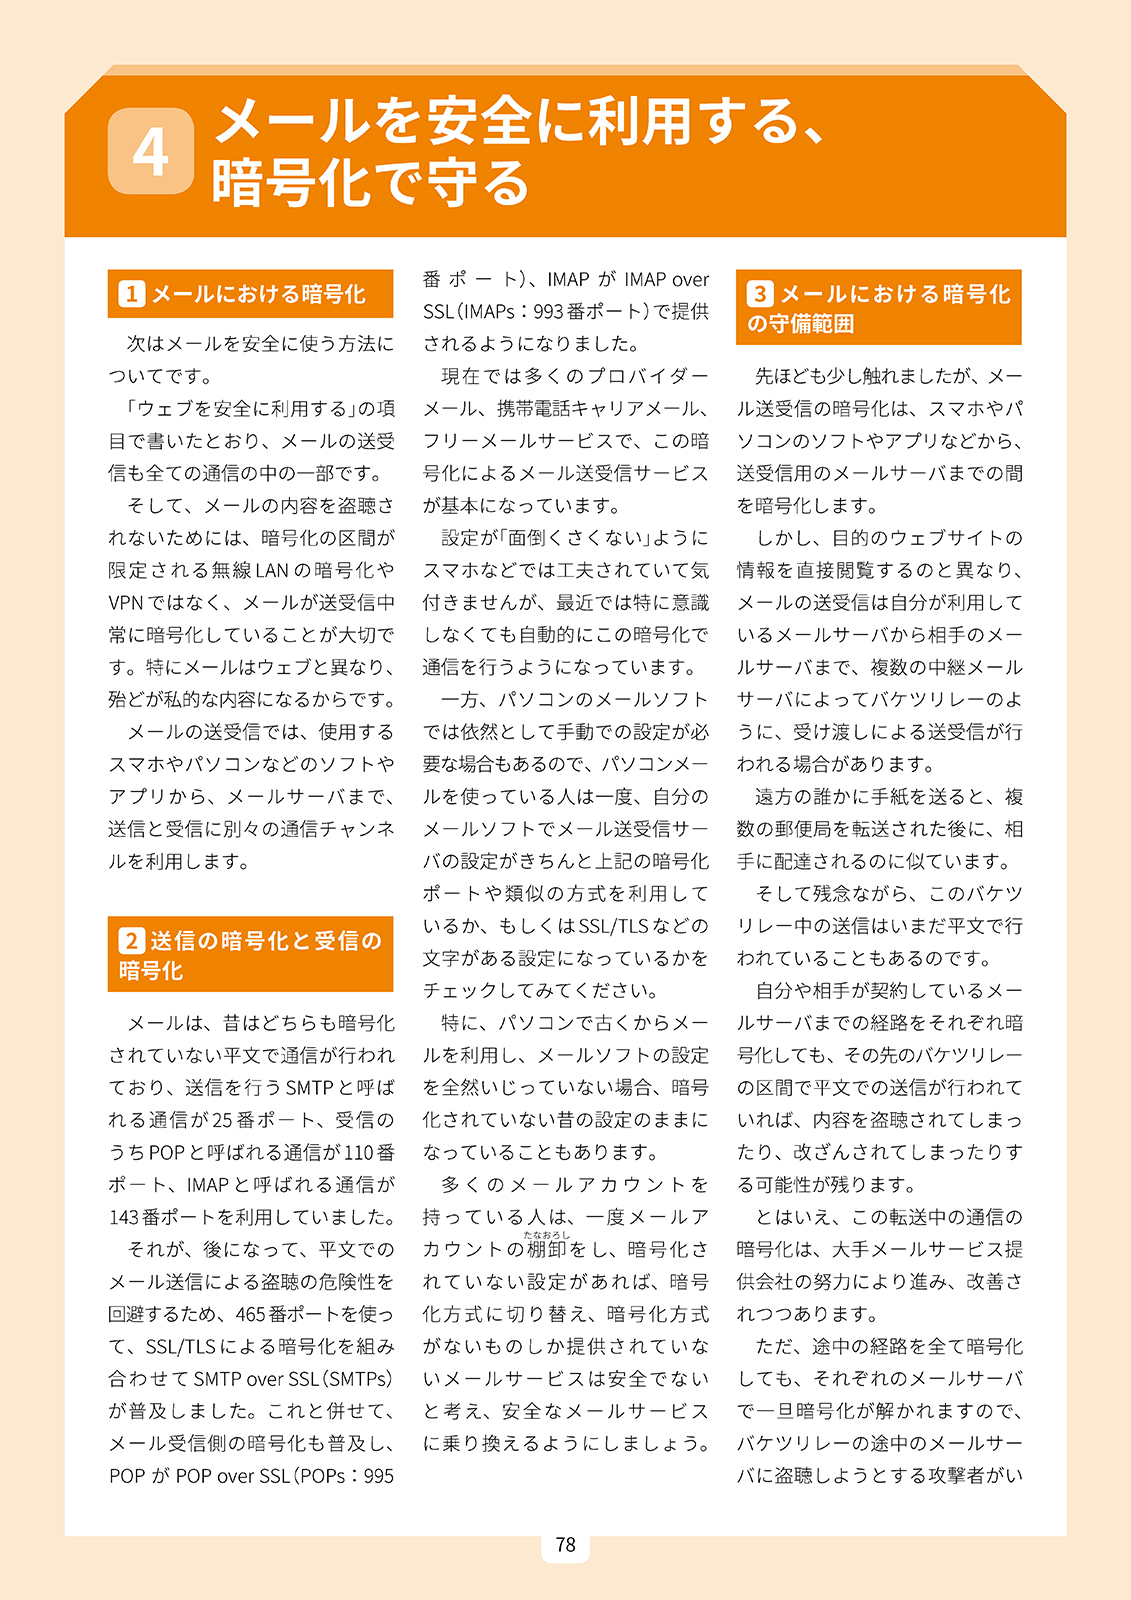 4
メールを安全に利用する、
暗号化で守る
1 メールにおける暗号化
次はメールを安全に使う方法に
ついてです。
「ウェブを安全に利用する」の項
目で書いたとおり、メールの送受
信も全ての通信の中の一部です。
そして、メールの内容を盗聴さ
れないためには、暗号化の区間が
限定される無線LANの暗号化や
VPNではなく、メールが送受信中
常に暗号化していることが大切で
す。特にメールはウェブと異なり、
殆どが私的な内容になるからです。
メールの送受信では、使用する
スマホやパソコンなどのソフトや
アプリから、メールサーバまで、
送信と受信に別々の通信チャンネ
ルを利用します。
2 送信の暗号化と受信の
暗号化
メールは、昔はどちらも暗号化
されていない平文で通信が行われ
ており、送信を行うSMTPと呼ば
れる通信が25番ポート、受信の
うちPOPと呼ばれる通信が110番
ポート、IMAPと呼ばれる通信が
143番ポートを利用していました。
それが、後になって、平文での
メール送信による盗聴の危険性を
回避するため、465番ポートを使っ
て、SSL/TLSによる暗号化を組み
合わせてSMTP over SSL(SMTPs)
が普及しました。これと併せて、
メール受信側の暗号化も普及し、
POP が POP over SSL(POPs:995
番ポート)、IMAP が IMAP over
SSL(IMAPs:993番ポート)で提供
されるようになりました。
現在では多くのプロバイダー
メール、携帯電話キャリアメール、
フリーメールサービスで、この暗
号化によるメール送受信サービス
が基本になっています。
設定が「面倒くさくない」ように
スマホなどでは工夫されていて気
付きませんが、最近では特に意識
しなくても自動的にこの暗号化で
通信を行うようになっています。
一方、パソコンのメールソフト
では依然として手動での設定が必
要な場合もあるので、パソコンメー
ルを使っている人は一度、自分の
メールソフトでメール送受信サー
バの設定がきちんと上記の暗号化
ポートや類似の方式を利用して
いるか、もしくはSSL/TLSなどの
文字がある設定になっているかを
チェックしてみてください。
特に、パソコンで古くからメー
ルを利用し、メールソフトの設定
を全然いじっていない場合、暗号
化されていない昔の設定のままに
なっていることもあります。
多くのメールアカウントを
持っている人は、一度メールア
たなおろし
カウントの棚卸をし、暗号化さ
れていない設定があれば、暗号
化方式に切り替え、暗号化方式
がないものしか提供されていな
いメールサービスは安全でない
と考え、安全なメールサービス
に乗り換えるようにしましょう。
3 メールにおける暗号化
の守備範囲
先ほども少し触れましたが、メー
ル送受信の暗号化は、スマホやパ
ソコンのソフトやアプリなどから、
送受信用のメールサーバまでの間
を暗号化します。
しかし、目的のウェブサイトの
情報を直接閲覧するのと異なり、
メールの送受信は自分が利用して
いるメールサーバから相手のメー
ルサーバまで、複数の中継メール
サーバによってバケツリレーのよ
うに、受け渡しによる送受信が行
われる場合があります。
遠方の誰かに手紙を送ると、複
数の郵便局を転送された後に、相
手に配達されるのに似ています。
そして残念ながら、このバケツ
リレー中の送信はいまだ平文で行
われていることもあるのです。
自分や相手が契約しているメー
ルサーバまでの経路をそれぞれ暗
号化しても、その先のバケツリレー
の区間で平文での送信が行われて
いれば、内容を盗聴されてしまっ
たり、改ざんされてしまったりす
る可能性が残ります。
とはいえ、この転送中の通信の
暗号化は、大手メールサービス提
供会社の努力により進み、改善さ
れつつあります。
ただ、途中の経路を全て暗号化
しても、それぞれのメールサーバ
で一旦暗号化が解かれますので、
バケツリレーの途中のメールサー
バに盗聴しようとする攻撃者がい
78